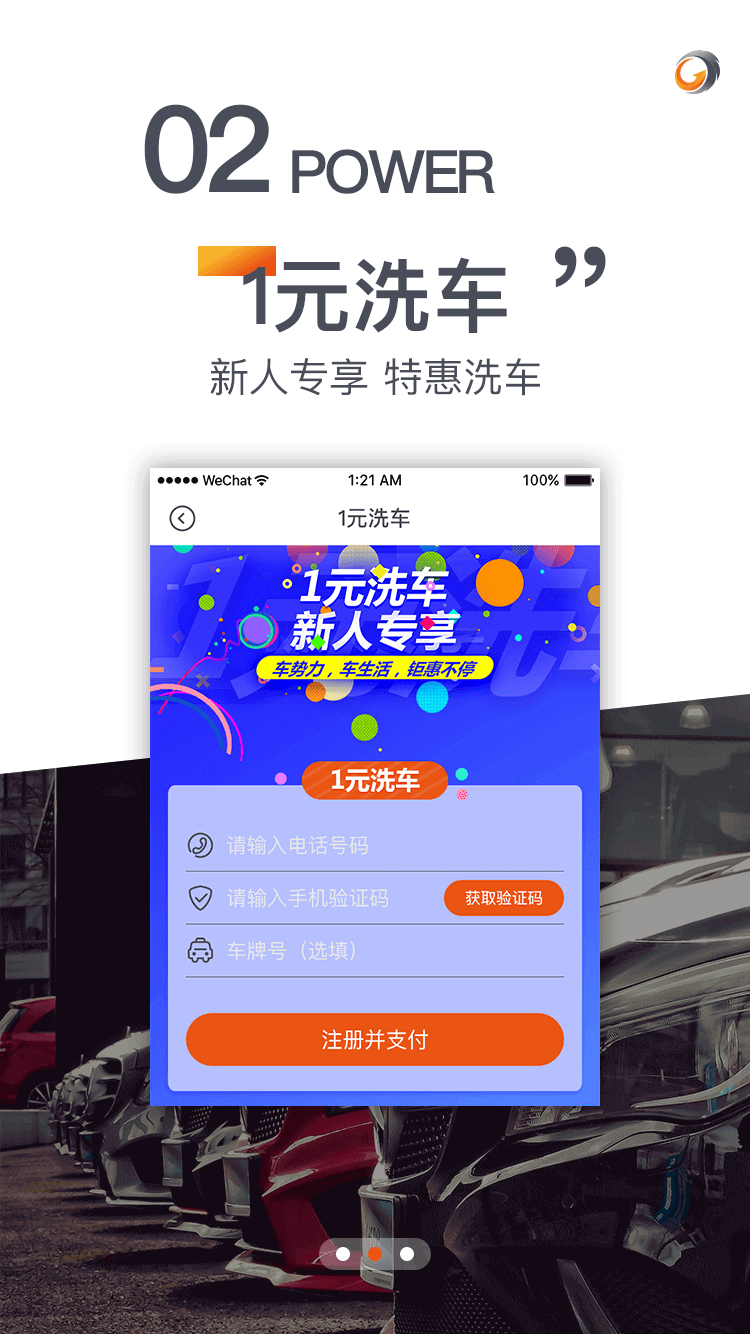 02 POWER
1元洗车 ”
新人专享 特惠洗车
WeChat 1:21 AM 100%
1元洗车
1元洗车
新人专享
车势力，车生活，钜惠不停
1元洗车
请输入电话号码
请输入手机验证码 获取验证码
车牌号（选填）
注册并支付